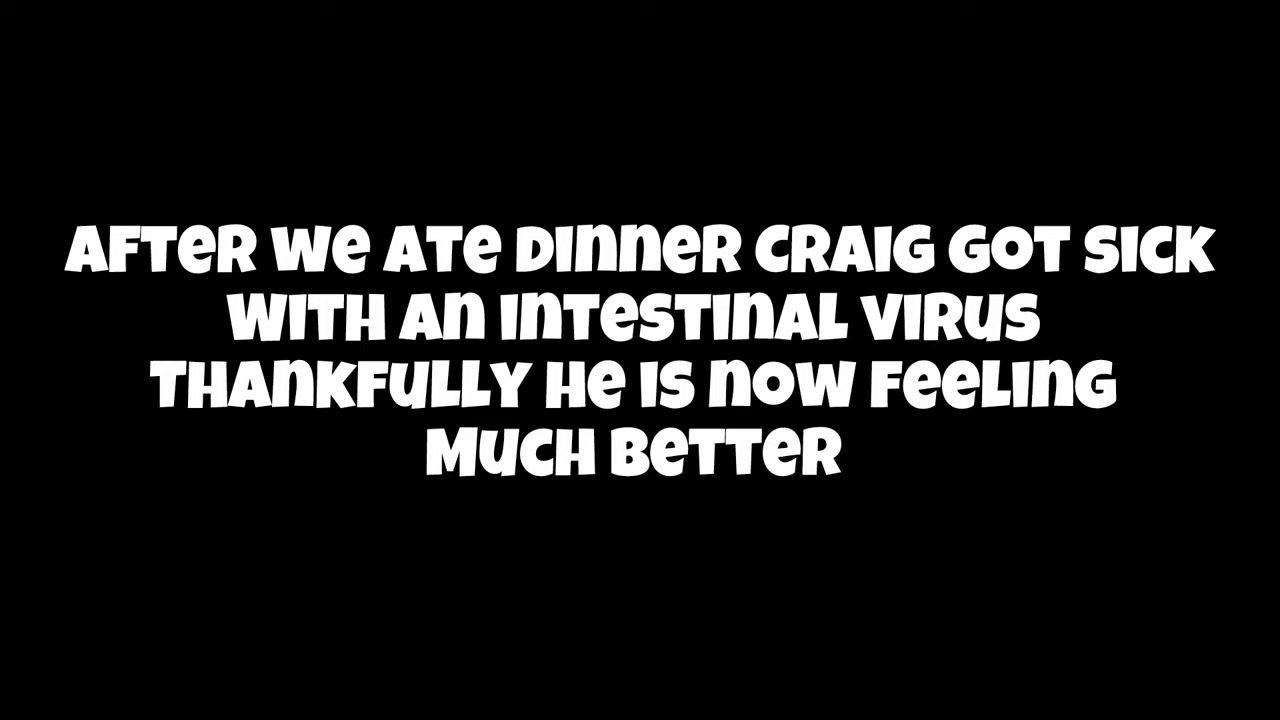 AFTER WE ATE DINNER CRAIG GOT SICK
WITH AN INTESTINAL VIRUS
THANKFULLY HE IS NOW FEELING
MUCH BETTER